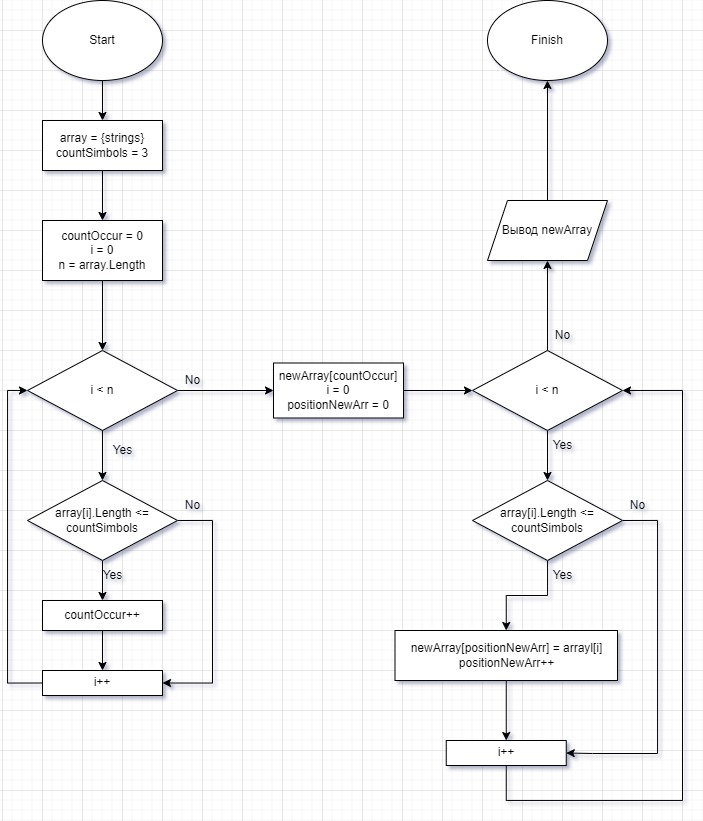 Start
array = {strings}
countSimbols = 3
countOccur = 0
i = 0
n = array.Length
i < n
No
Yes
array[i].Length <=
countSimbols
No
Yes
countOccur++
i++
newArray[countOccur]
i = 0
positionNewArr = 0
i < n
No
Yes
array[i].Length <=
countSimbols
No
Yes
newArray[positionNewArr] = arrayl[i]
positionNewArr++
i++
Вывод newArray
Finish